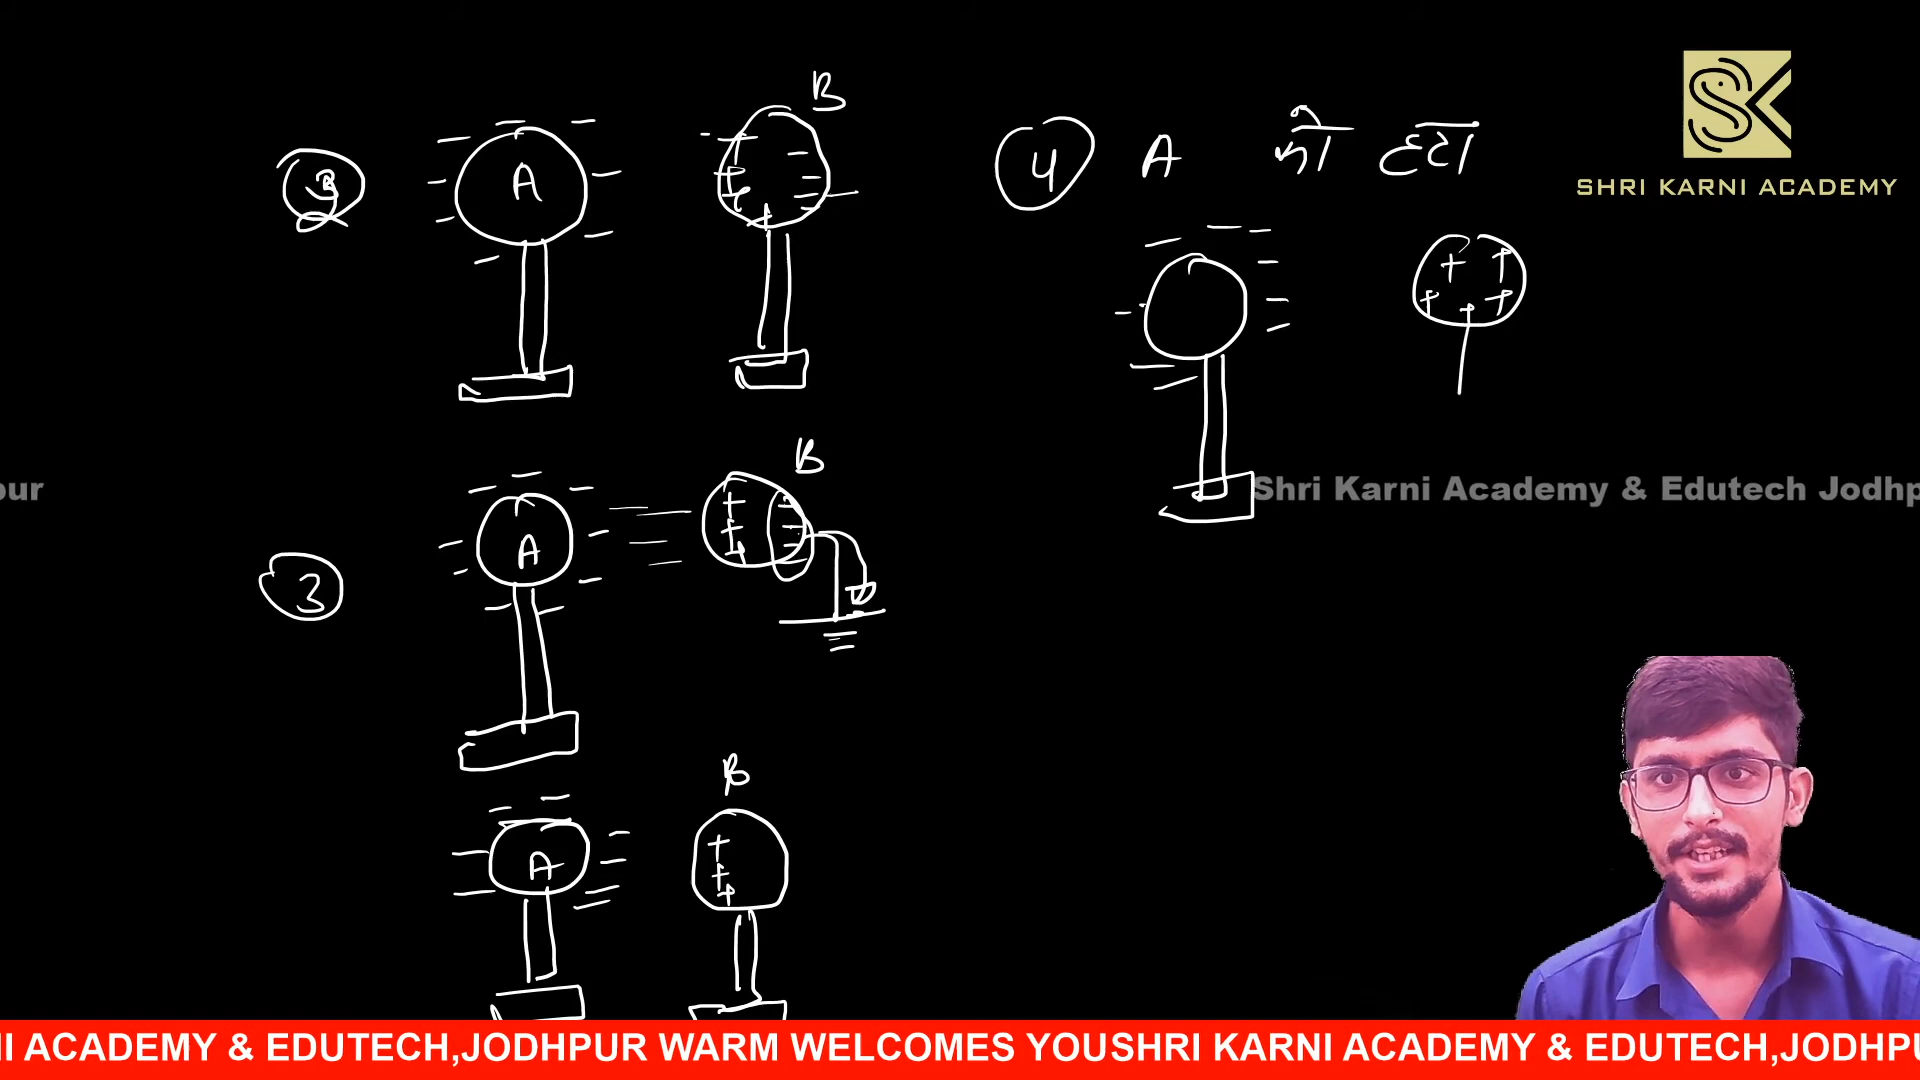 B
2 A
4 A को हटा
SHRI KARNI ACADEMY
B
3 A
pur
Shri Karni Academy & Edutech Jodhp
B
A
I ACADEMY & EDUTECH,JODHPUR WARM WELCOMES YOUSHRI KARNI ACADEMY & EDUTECH,JODHPU